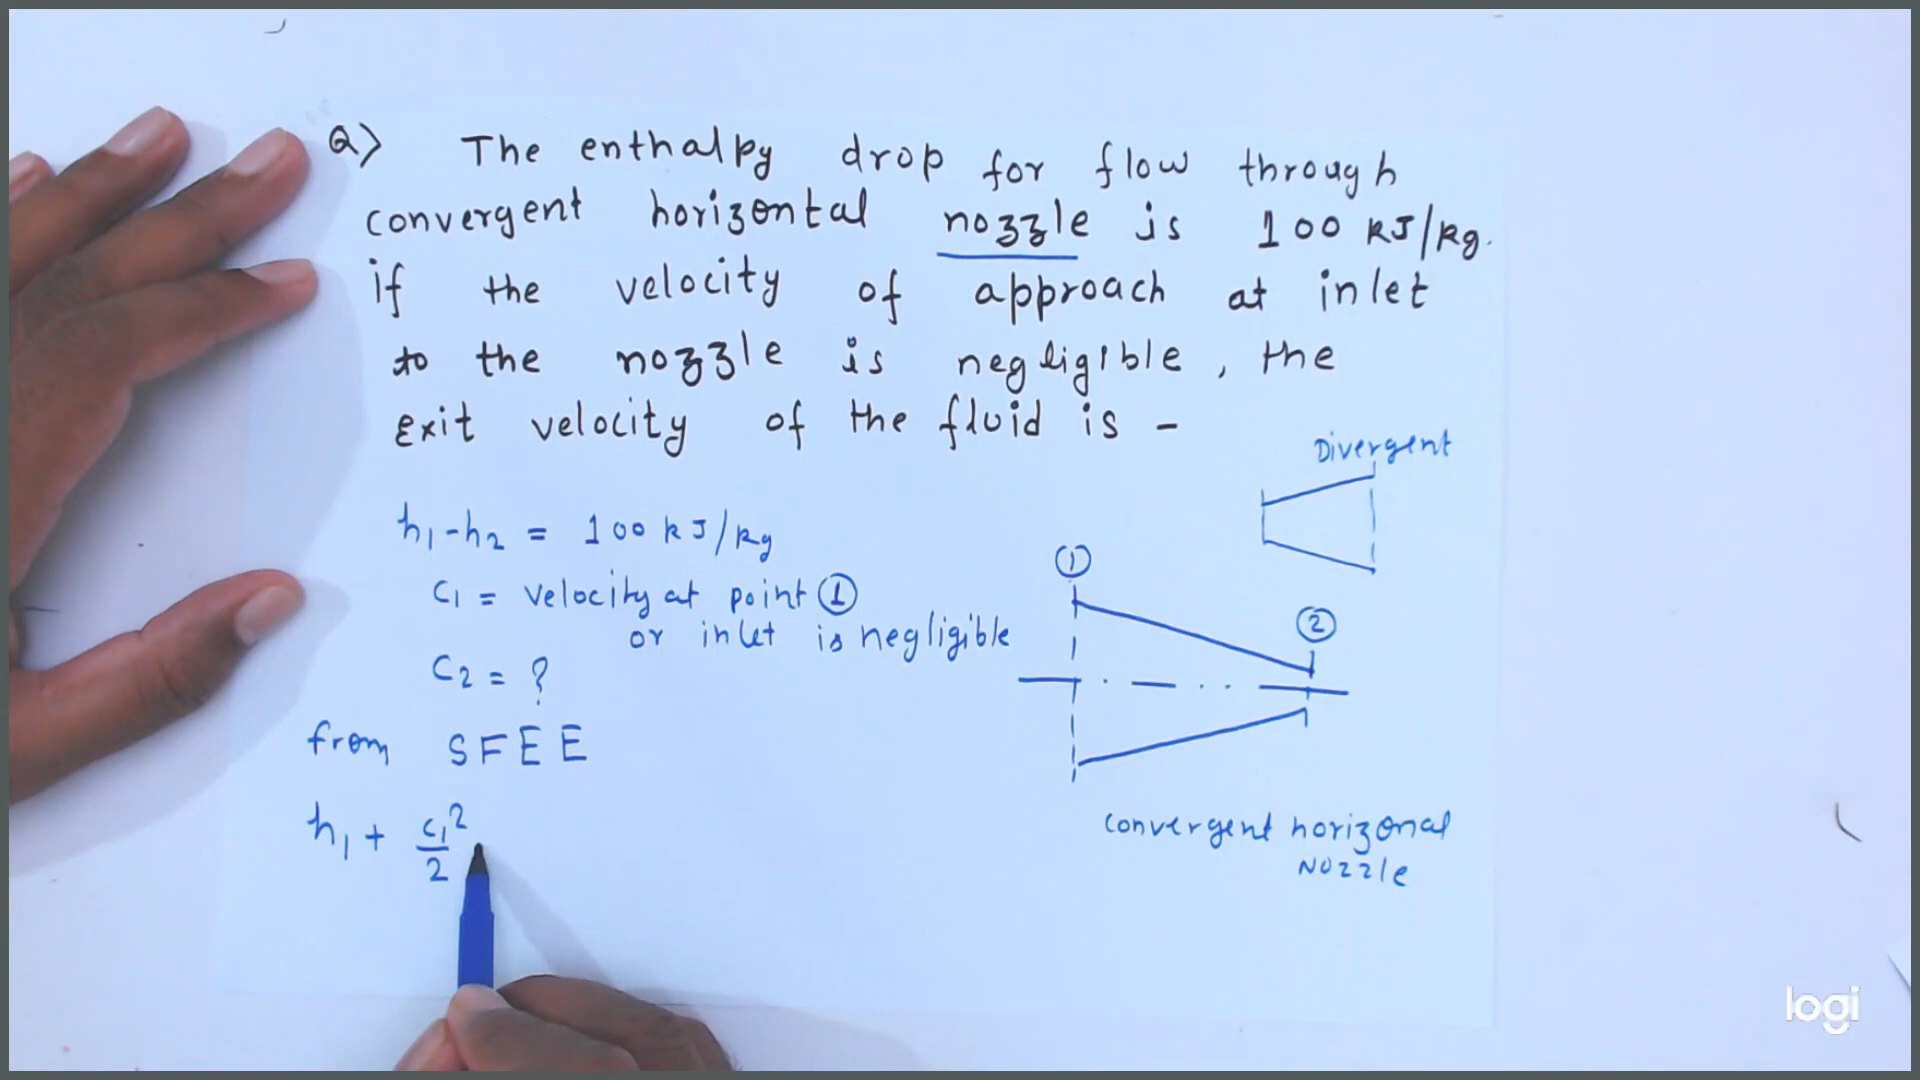 Q) The enthalpy drop for flow through
convergent horizontal nozzle is 100 kJ/kg.
if the velocity of approach at inlet
to the nozzle is negligible, the
Exit velocity of the fluid is -
Divergent
h1-h2 = 100 kJ/kg
c1 = velocity at point ①
or inlet is negligible
c2 = ?
from SFEE
h1 + c1²/2
①
②
convergent horizonal
Nozzle
logi